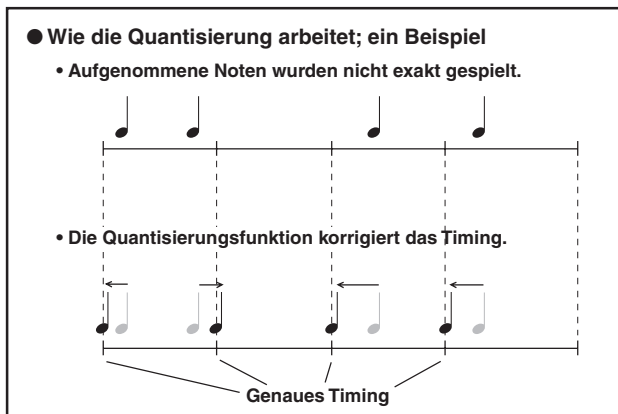 ● Wie die Quantisierung arbeitet; ein Beispiel
• Aufgenommene Noten wurden nicht exakt gespielt.
• Die Quantisierungsfunktion korrigiert das Timing.
Genaues Timing